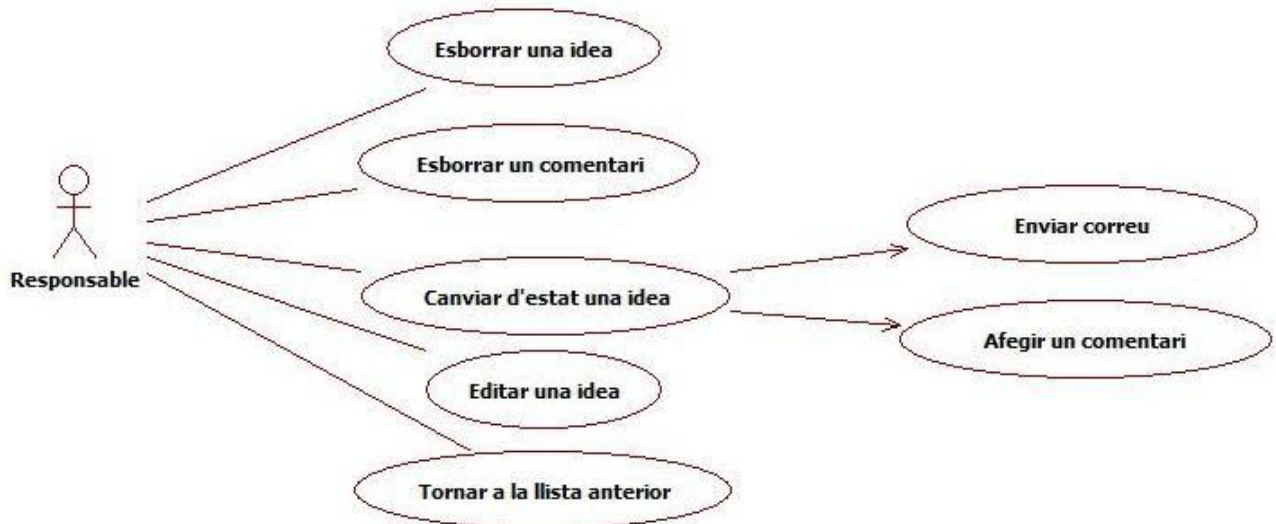 Esborrar una idea
Esborrar un comentari
Enviar correu
Responsable
Canviar d'estat una idea
Afegir un comentari
Editar una idea
Tornar a la llista anterior